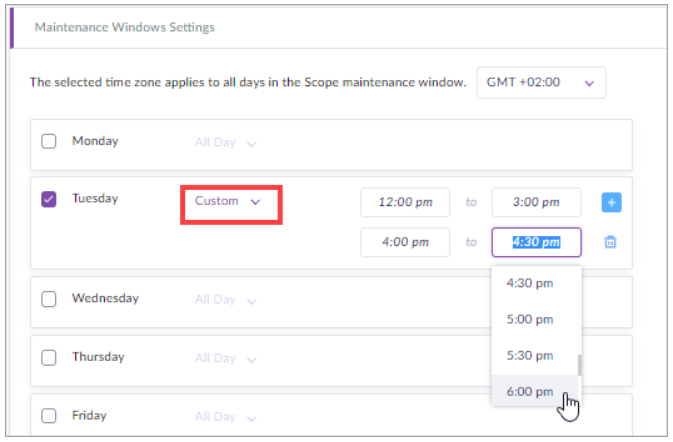 Maintenance Windows Settings
The selected time zone applies to all days in the Scope maintenance window. GMT +02:00
Monday All Day
Tuesday Custom 12:00 pm to 3:00 pm +
4:00 pm to 4:30 pm
4:30 pm
Wednesday All Day
5:00 pm
Thursday All Day
5:30 pm
6:00 pm
Friday All Day